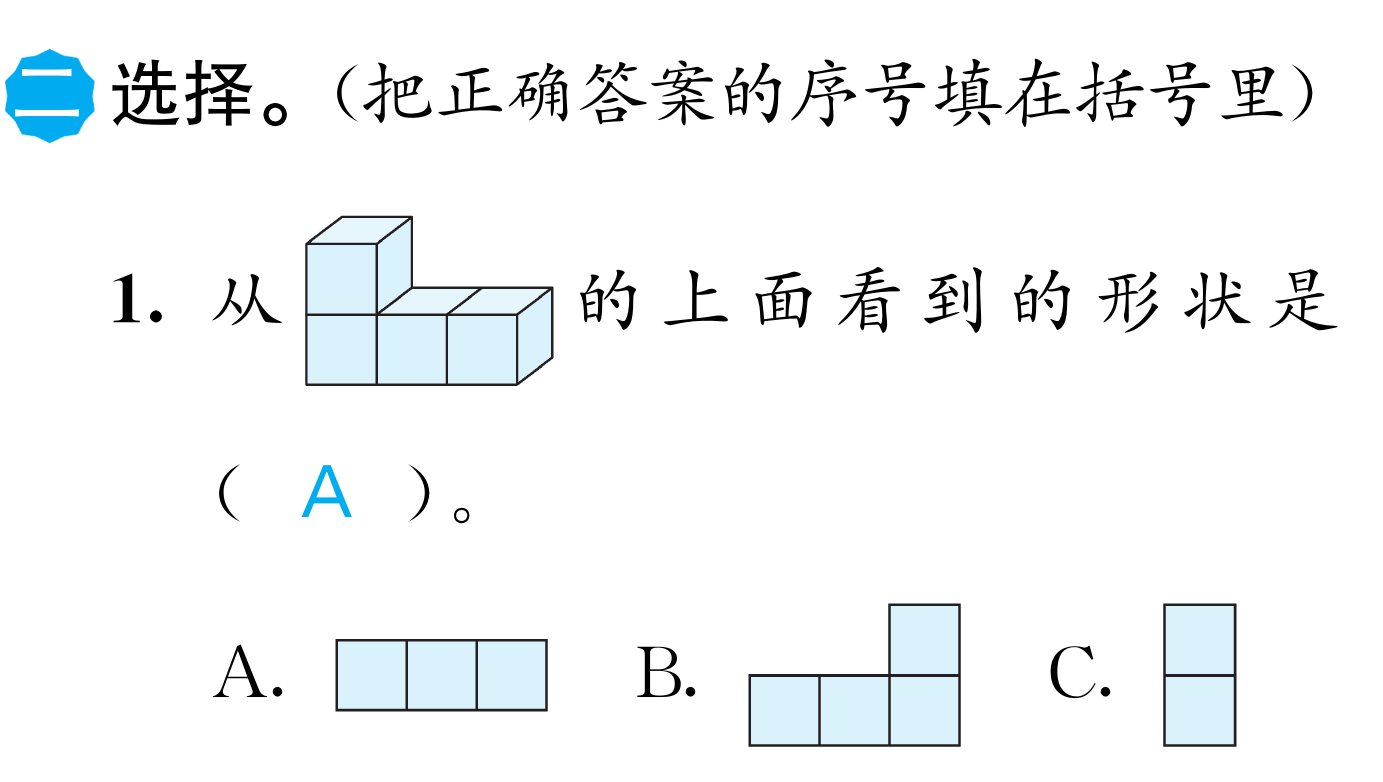 二 选择。(把正确答案的序号填在括号里)
1. 从 的上面看到的形状是
( A )。
A. B. C.